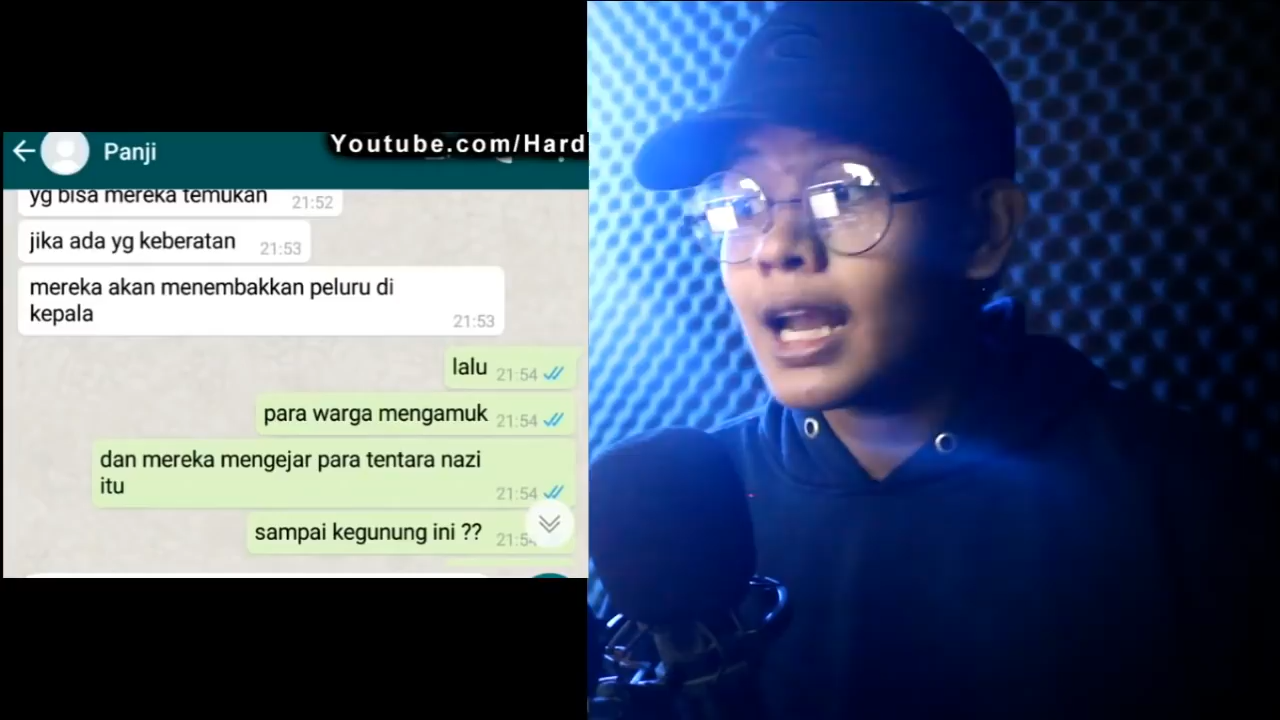 Youtube.com/Hard
Panji
yg bisa mereka temukan 21:52
jika ada yg keberatan 21:53
mereka akan menembakkan peluru di
kepala 21:53
lalu 21:54
para warga mengamuk 21:54
dan mereka mengejar para tentara nazi
itu 21:54
sampai kegunung ini ??